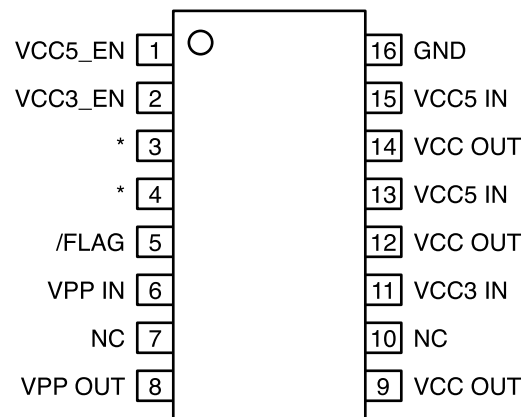 VCC5_EN 1 16 GND
VCC3_EN 2 15 VCC5 IN
* 3 14 VCC OUT
* 4 13 VCC5 IN
/FLAG 5 12 VCC OUT
VPP IN 6 11 VCC3 IN
NC 7 10 NC
VPP OUT 8 9 VCC OUT